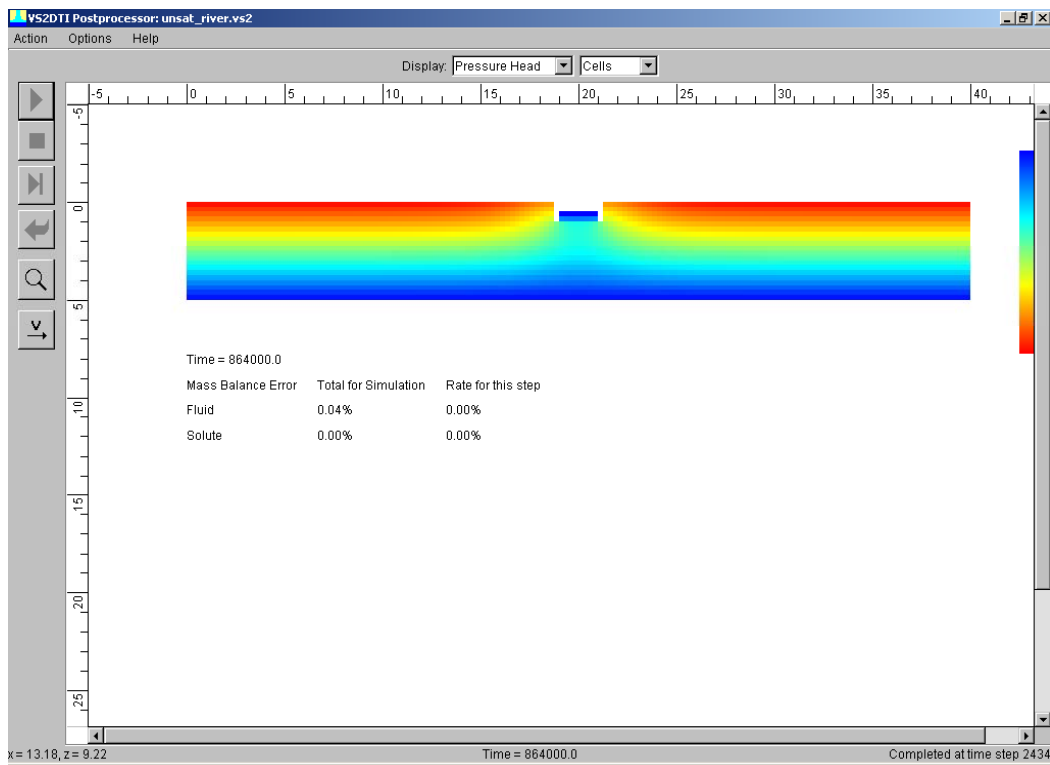 VS2DTI Postprocessor: unsat_river.vs2
Action Options Help
Display: Pressure Head Cells
-5 0 5 10 15 20 25 30 35 40
-5
0
5
10
15
20
25
V
Time = 864000.0
Mass Balance Error Total for Simulation Rate for this step
Fluid 0.04% 0.00%
Solute 0.00% 0.00%
x = 13.18, z = 9.22 Time = 864000.0 Completed at time step 2434